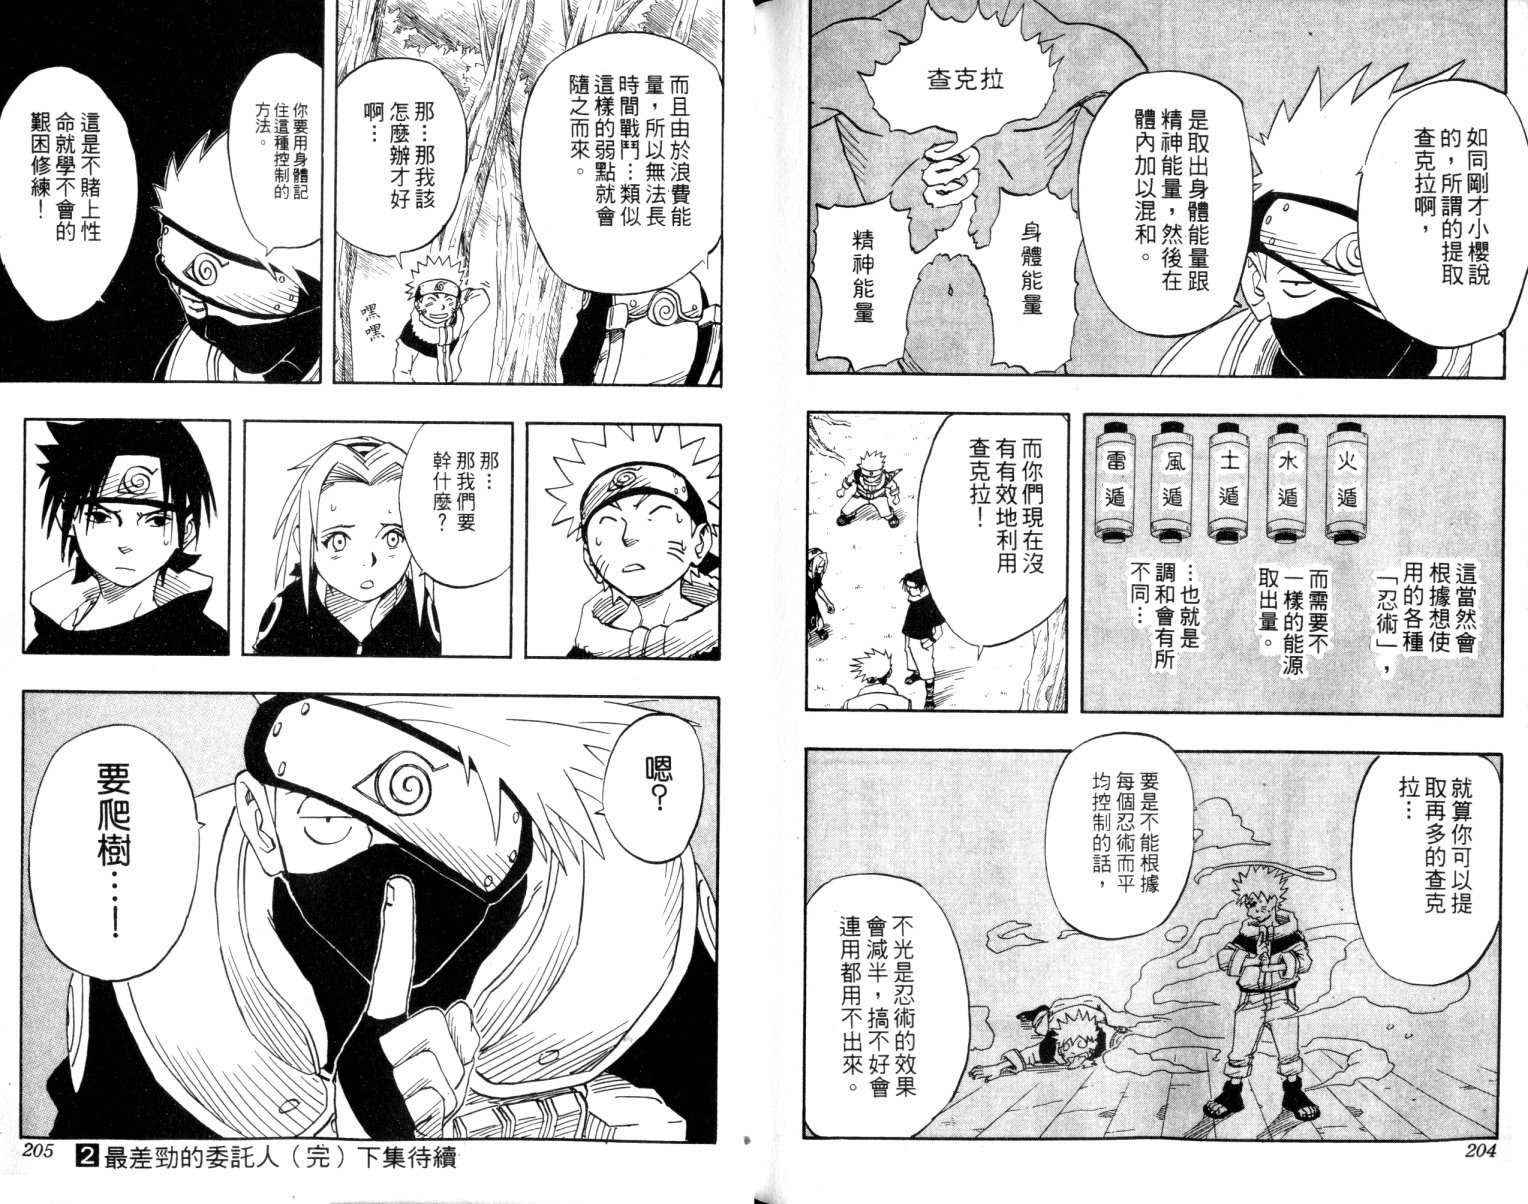 如同剛才小櫻說
的，所謂的提取
查克拉啊，
是取出身體能量跟
精神能量，然後在
體內加以混和。
查克拉
身體能量
精神能量
火遁
水遁
土遁
風遁
雷遁
這當然會
根據想使
用的各種
「忍術」，
而需要不
一樣的能源
取出量。
…也就是
調和會有所
不同…
而你們現在沒
有有效地利用
查克拉！
就算你可以提
取再多的查克
拉…
要是不能根據
每個忍術而平
均控制的話，
不光是忍術的效果
會減半，搞不好會
連用都用不出來。
204
而且由於浪費能
量，所以無法長
時間戰鬥…類似
這樣的弱點就會
隨之而來。
那…那我該
怎麼辦才好
啊…
嘿嘿
你要用身體記
住這種控制的
方法。
這是不賭上性
命就學不會的
艱困修練！
那…
那我們要
幹什麼？
嗯？
要爬樹……！
205
2最差勁的委託人（完）下集待續